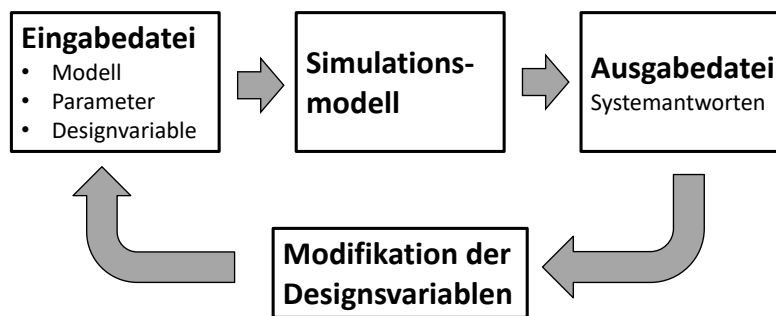 Eingabedatei
• Modell
• Parameter
• Designvariable
Simulations-
modell
Ausgabedatei
Systemantworten
Modifikation der
Designsvariablen